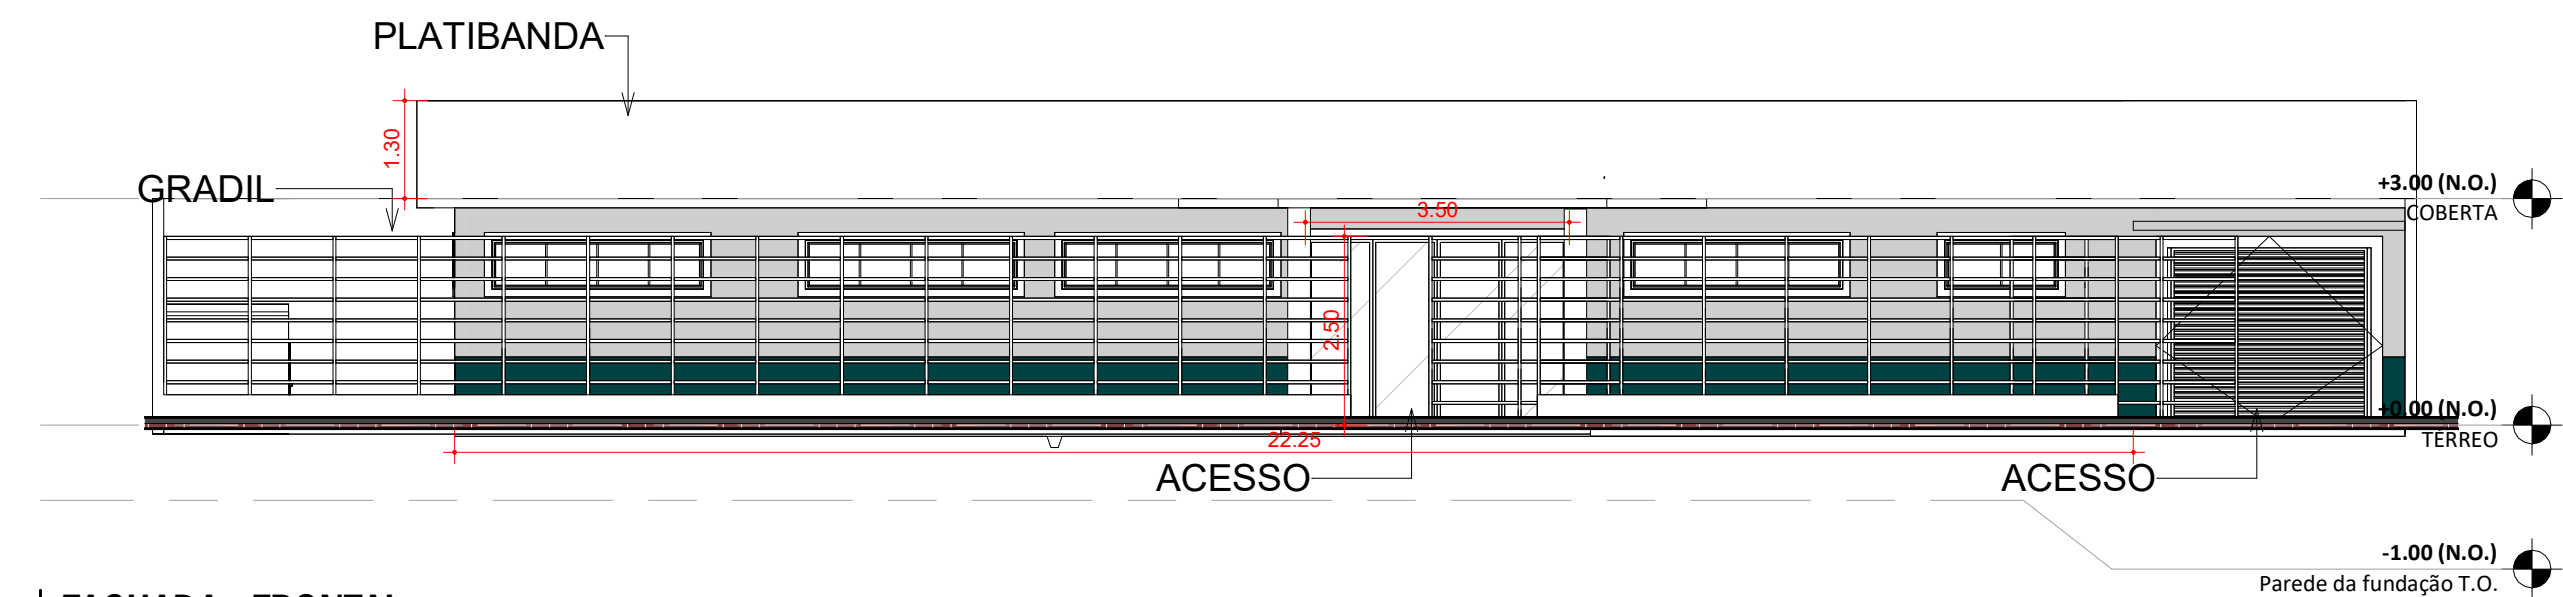 PLATIBANDA
1.30
GRADIL
+3.00 (N.O.)
COBERTA
3.50
2.50
+0.00 (N.O.)
TÉRREO
22.25
ACESSO
ACESSO
-1.00 (N.O.)
Parede da fundação T.O.